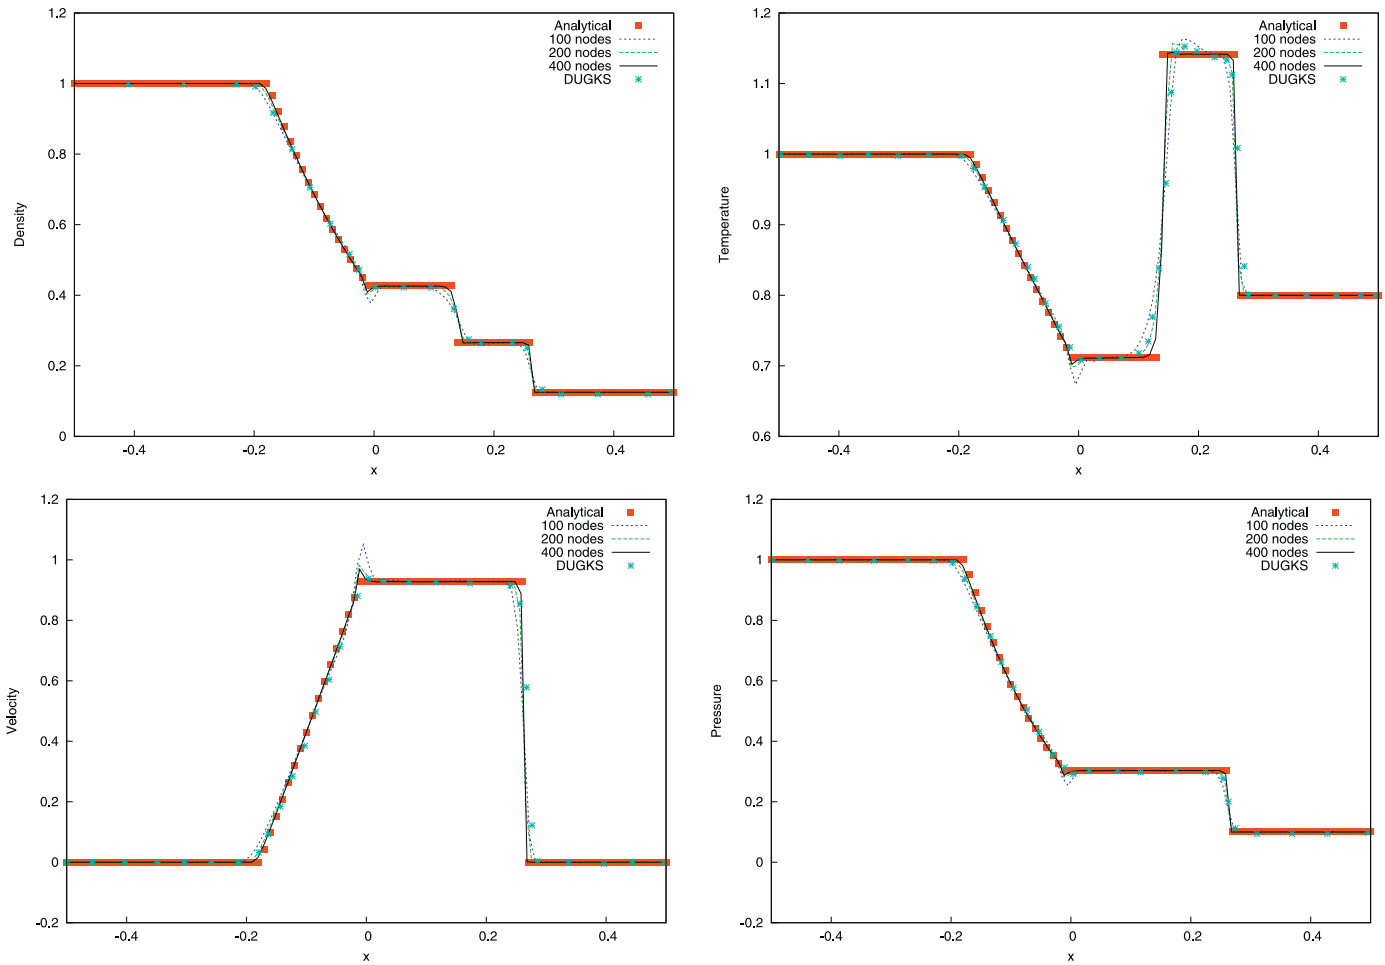 Analytical
100 nodes
200 nodes
400 nodes
DUGKS
1.2
1
0.8
0.6
0.4
0.2
0
Density
-0.4
-0.2
0
0.2
0.4
x
Analytical
100 nodes
200 nodes
400 nodes
DUGKS
1.2
1.1
1
0.9
0.8
0.7
0.6
Temperature
-0.4
-0.2
0
0.2
0.4
x
Analytical
100 nodes
200 nodes
400 nodes
DUGKS
1.2
1
0.8
0.6
0.4
0.2
0
-0.2
Velocity
-0.4
-0.2
0
0.2
0.4
x
Analytical
100 nodes
200 nodes
400 nodes
DUGKS
1.2
1
0.8
0.6
0.4
0.2
0
-0.2
Pressure
-0.4
-0.2
0
0.2
0.4
x